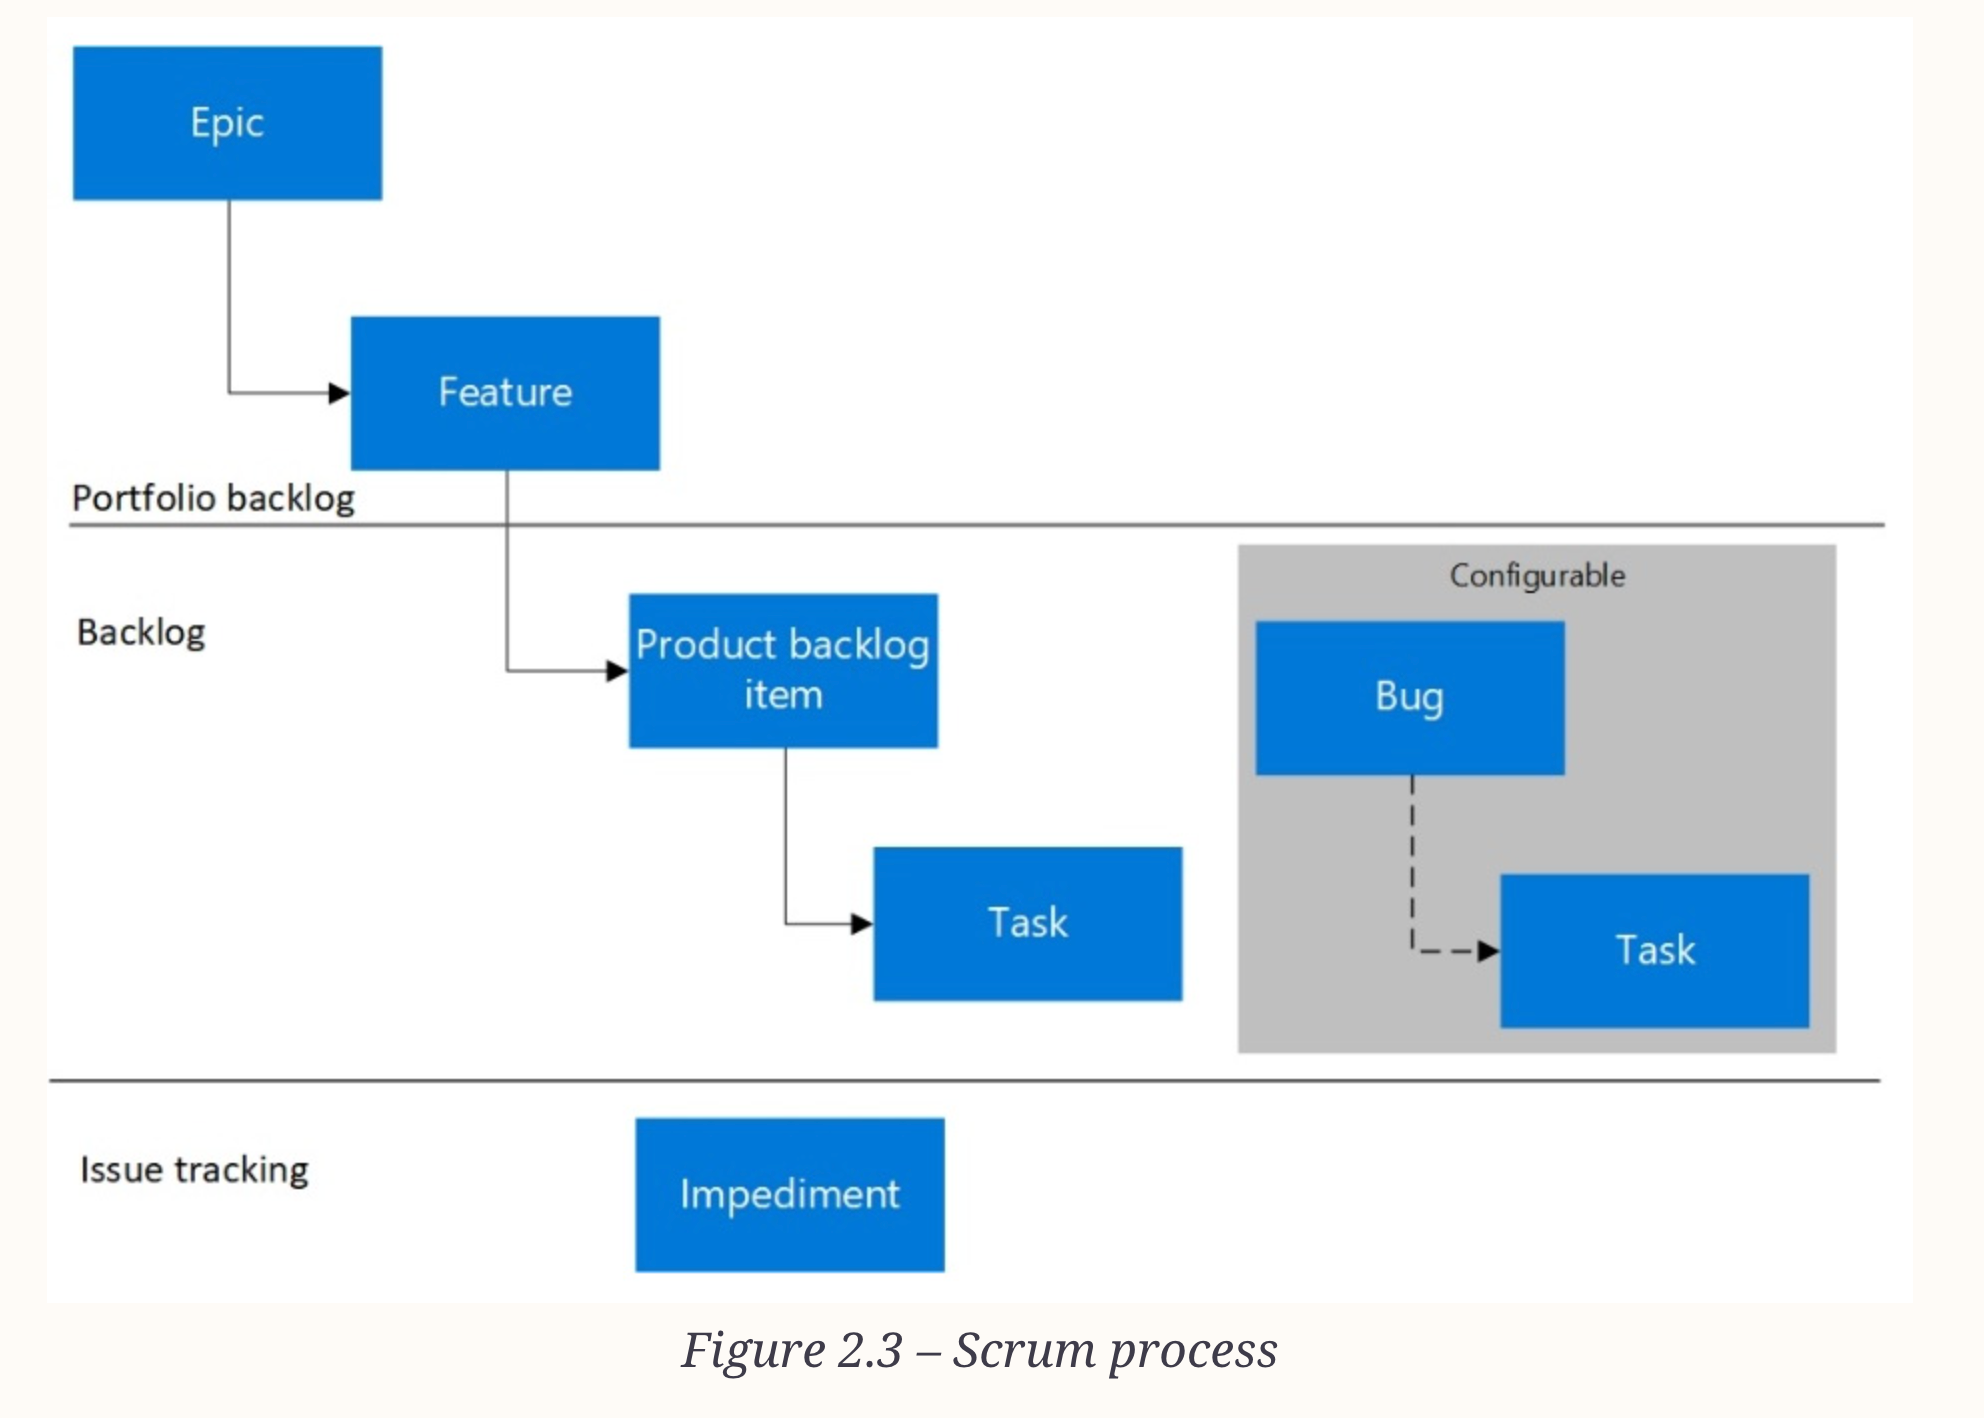 Epic
Feature
Portfolio backlog
Configurable
Backlog
Product backlog
item
Bug
Task
Task
Issue tracking
Impediment
Figure 2.3 – Scrum process